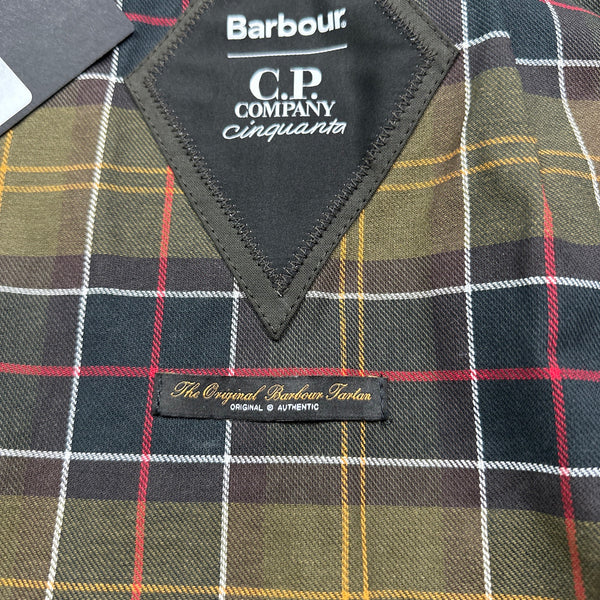 Barbour.
C.P.
COMPANY
cinquanta
The Original Barbour Tartan
ORIGINAL © AUTHENTIC